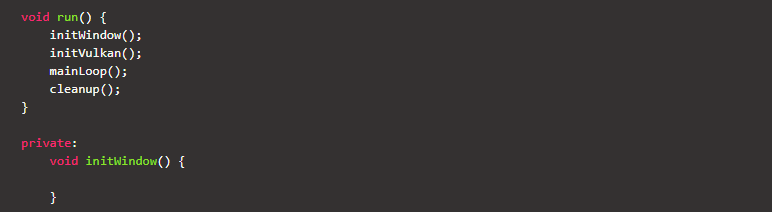 void run() {
    initWindow();
    initVulkan();
    mainLoop();
    cleanup();
}

private:
    void initWindow() {

    }